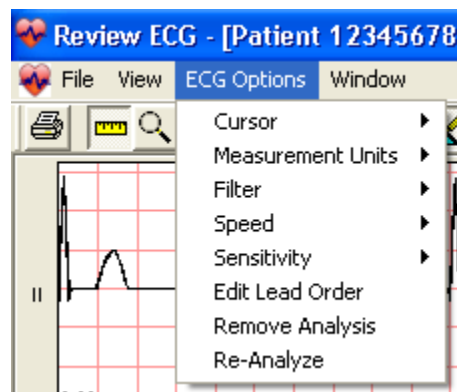 Review ECG - [Patient 12345678
File View ECG Options Window
Cursor
Measurement Units
Filter
Speed
Sensitivity
Edit Lead Order
Remove Analysis
Re-Analyze
II